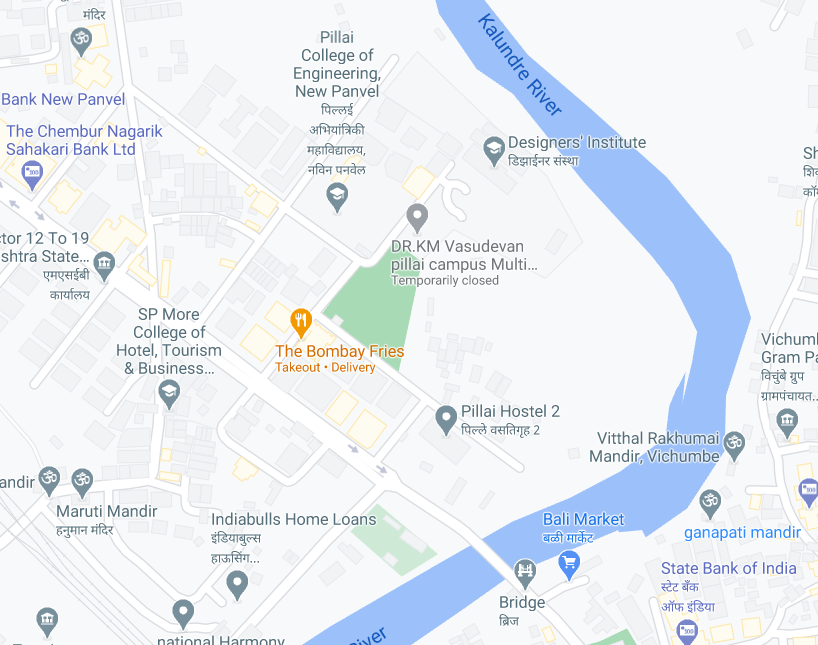 मंदिर
Bank New Panvel
The Chembur Nagarik
Sahakari Bank Ltd
Pillai
College of
Engineering,
New Panvel
पिल्लई
अभियांत्रिकी
महाविद्यालय,
नविन पनवेल
Kalundre River
Designers' Institute
डिझाईनर संस्था
DR.KM Vasudevan
pillai campus Multi...
Temporarily closed
ctor 12 To 19
shtra State...
एमएसईबी
कार्यालय
SP More
College of
Hotel, Tourism
& Business...
The Bombay Fries
Takeout • Delivery
Pillai Hostel 2
पिल्ले वसतिगृह 2
Vichumb
Gram Pa
विचुंबे ग्रुप
ग्रामपंचायत...
Vitthal Rakhumai
Mandir, Vichumbe
andir
Maruti Mandir
हनुमान मंदिर
Indiabulls Home Loans
इंडियाबुल्स
हाऊसिंग...
Bali Market
बळी मार्केट
ganapati mandir
State Bank of India
स्टेट बँक
ऑफ इंडिया
Bridge
ब्रिज
national Harmony
River